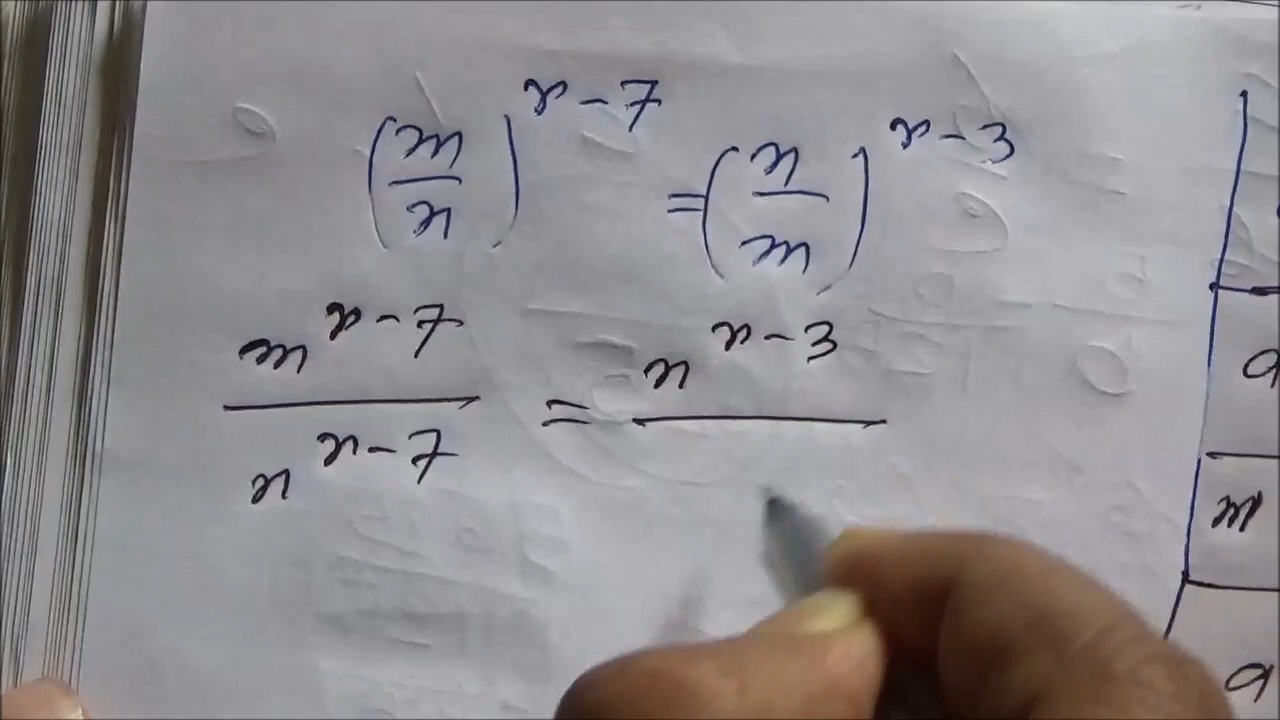 (m/n)^(x-7) = (n/m)^(x-3)
m^(x-7)/n^(x-7) = n^(x-3)/
a
m
a